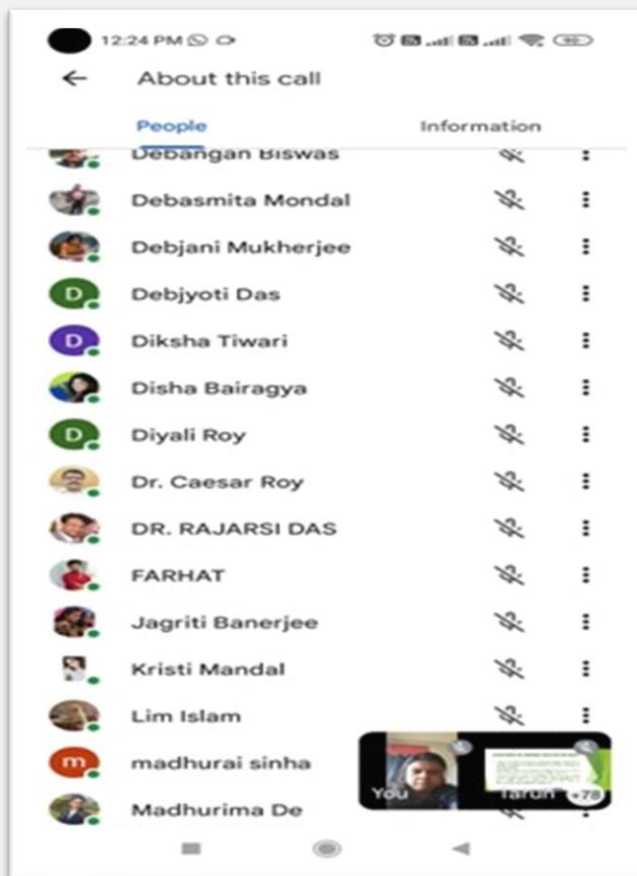 12:24 PM
About this call
People Information
Debangan Biswas
Debasmita Mondal
Debjani Mukherjee
D Debjyoti Das
D Diksha Tiwari
Disha Bairagya
D Diyali Roy
Dr. Caesar Roy
DR. RAJARSI DAS
FARHAT
Jagriti Banerjee
Kristi Mandal
Lim Islam
m madhurai sinha
You Tarun +78
Madhurima De